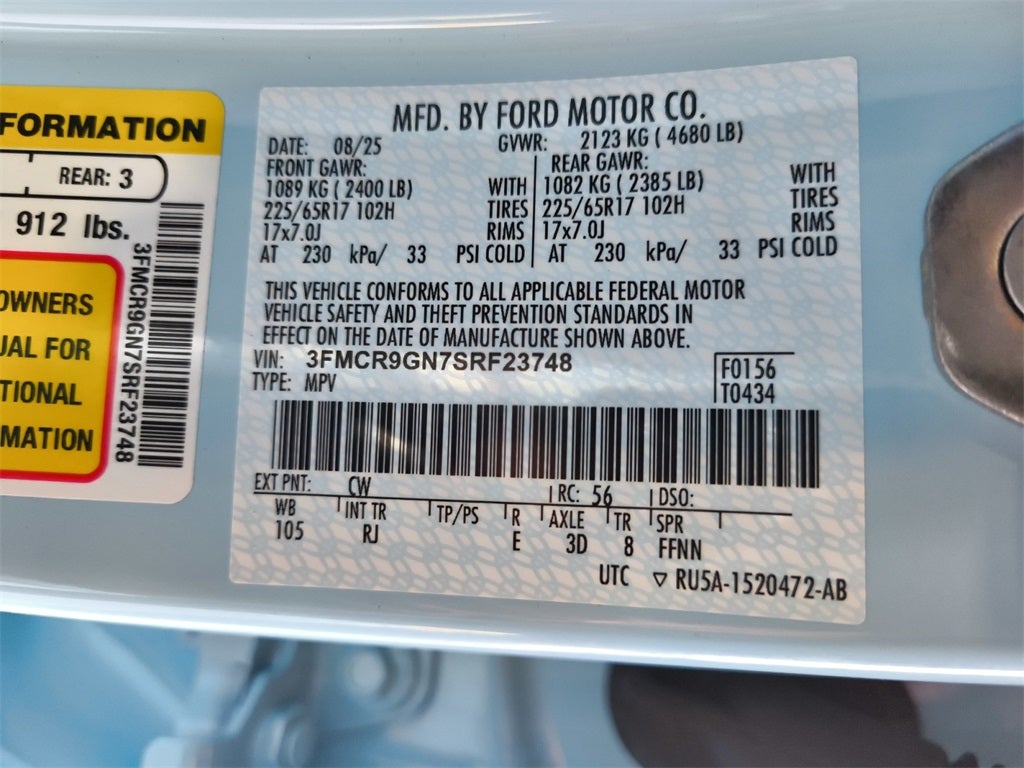 FORMATION
REAR: 3
912 lbs.
OWNERS
UAL FOR
TIONAL
MATION
3FMCR9GN7SRF23748
MFD. BY FORD MOTOR CO.
DATE: 08/25 GVWR: 2123 KG ( 4680 LB)
FRONT GAWR: REAR GAWR:
1089 KG ( 2400 LB) WITH 1082 KG ( 2385 LB) WITH
225/65R17 102H TIRES 225/65R17 102H TIRES
17x7.0J RIMS 17x7.0J RIMS
AT 230 kPa/ 33 PSI COLD AT 230 kPa/ 33 PSI COLD
THIS VEHICLE CONFORMS TO ALL APPLICABLE FEDERAL MOTOR
VEHICLE SAFETY AND THEFT PREVENTION STANDARDS IN
EFFECT ON THE DATE OF MANUFACTURE SHOWN ABOVE.
VIN: 3FMCR9GN7SRF23748
TYPE: MPV
F0156
T0434
EXT PNT: CW RC: 56 DSO:
WB INT TR TP/PS R AXLE TR SPR
105 RJ E 3D 8 FFNN
UTC ▽ RU5A-1520472-AB